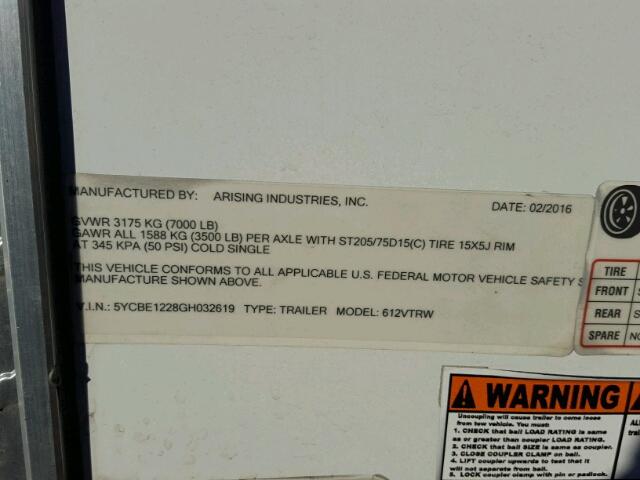 MANUFACTURED BY: ARISING INDUSTRIES, INC. DATE: 02/2016
GVWR 3175 KG (7000 LB)
GAWR ALL 1588 KG (3500 LB) PER AXLE WITH ST205/75D15(C) TIRE 15X5J RIM
AT 345 KPA (50 PSI) COLD SINGLE
THIS VEHICLE CONFORMS TO ALL APPLICABLE U.S. FEDERAL MOTOR VEHICLE SAFETY S
MANUFACTURE SHOWN ABOVE.
V.I.N.: 5YCBE1228GH032619 TYPE: TRAILER MODEL: 612VTRW
TIRE
FRONT S
REAR S
SPARE NO
WARNING
Uncoupling will cause trailer to come loose
from tow vehicle. You must:
1. CHECK that ball LOAD RATING is same
as or greater than coupler LOAD RATING.
2. CHECK that ball SIZE is same as coupler.
3. CLOSE COUPLER CLAMP on ball.
4. LIFT coupler upwards to test that it
will not separate from ball.
5. LOCK coupler clamp with pin or padlock.
AL
trai